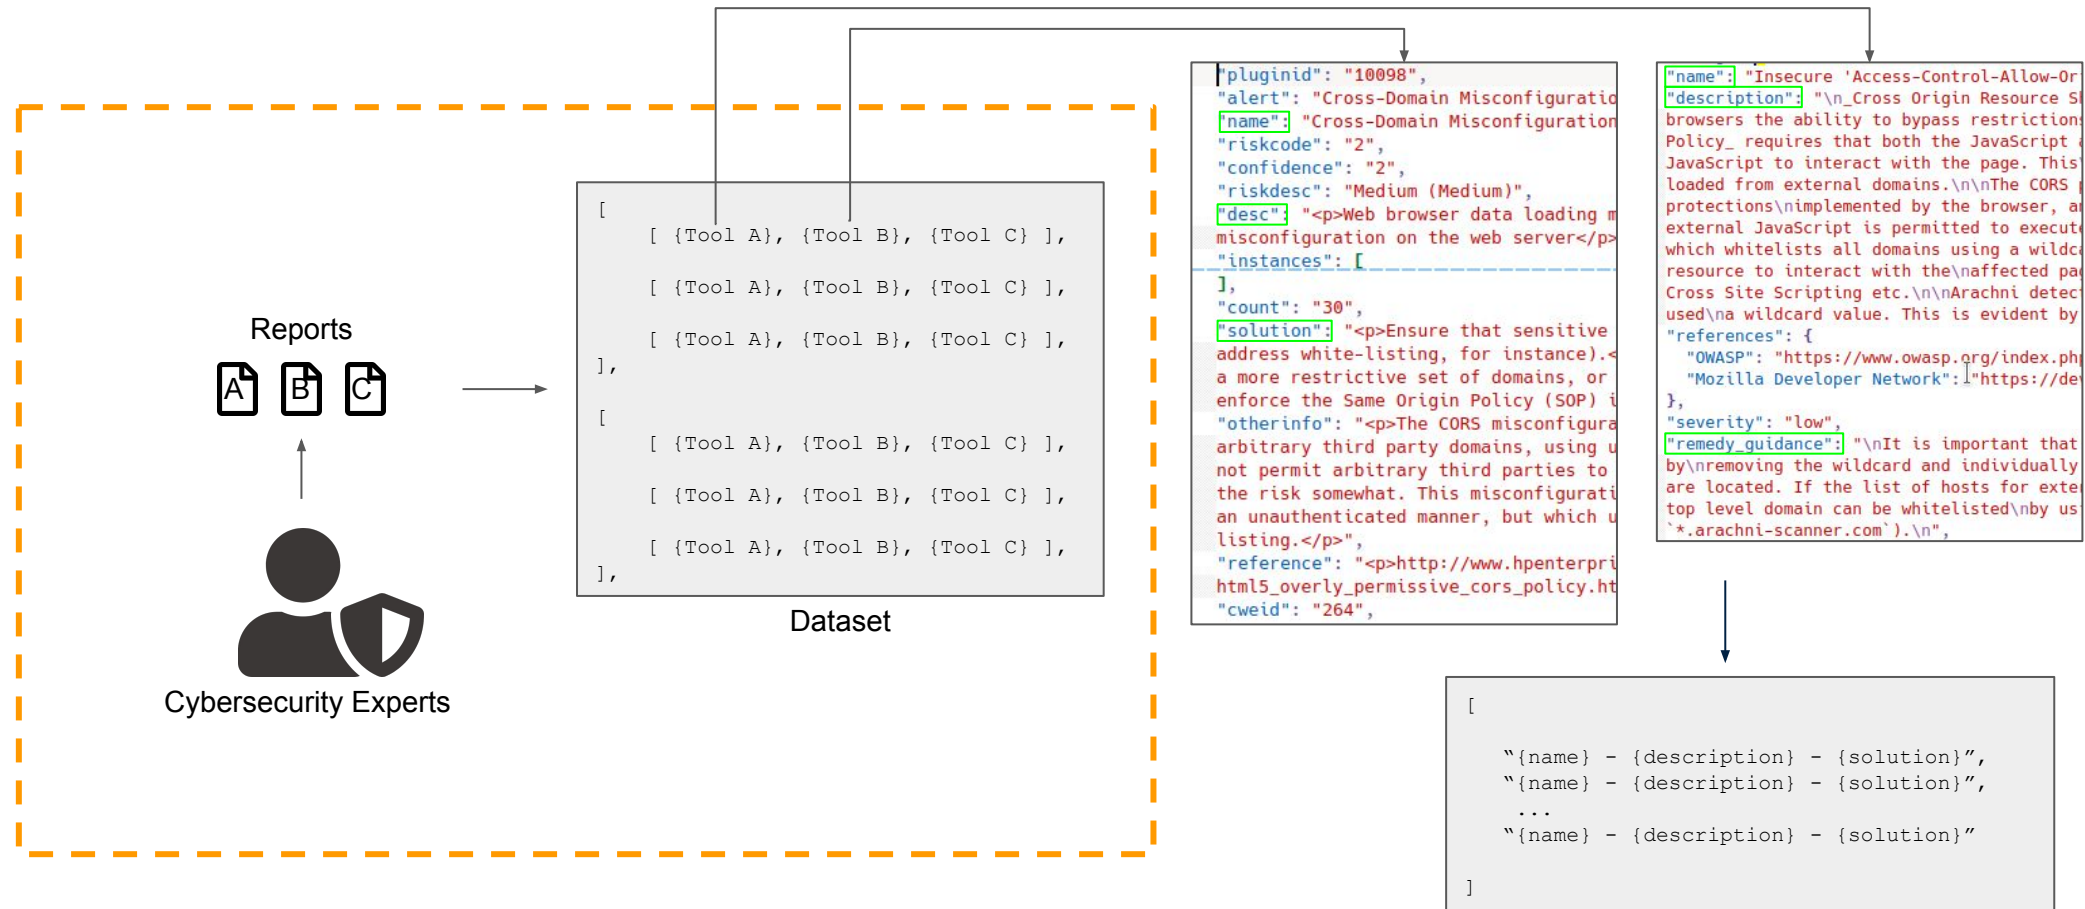 Reports
A B C
Cybersecurity Experts
[
[ {Tool A}, {Tool B}, {Tool C} ],
[ {Tool A}, {Tool B}, {Tool C} ],
[ {Tool A}, {Tool B}, {Tool C} ],
],
[
[ {Tool A}, {Tool B}, {Tool C} ],
[ {Tool A}, {Tool B}, {Tool C} ],
[ {Tool A}, {Tool B}, {Tool C} ],
],
Dataset
"pluginid": "10098",
"alert": "Cross-Domain Misconfiguratio
"name": "Cross-Domain Misconfiguration
"riskcode": "2",
"confidence": "2",
"riskdesc": "Medium (Medium)",
"desc": "<p>Web browser data loading m
misconfiguration on the web server</p>
"instances": [
],
"count": "30",
"solution": "<p>Ensure that sensitive
address white-listing, for instance).<
a more restrictive set of domains, or
enforce the Same Origin Policy (SOP) i
"otherinfo": "<p>The CORS misconfigura
arbitrary third party domains, using u
not permit arbitrary third parties to
the risk somewhat. This misconfigurati
an unauthenticated manner, but which u
listing.</p>",
"reference": "<p>http://www.hpenterpri
html5_overly_permissive_cors_policy.ht
"cweid": "264",
"name": "Insecure 'Access-Control-Allow-Or
"description": "\n_Cross Origin Resource S
browsers the ability to bypass restrictions
Policy_ requires that both the JavaScript a
JavaScript to interact with the page. This
loaded from external domains.\n\nThe CORS p
protections\nimplemented by the browser, a
external JavaScript is permitted to execute
which whitelists all domains using a wildca
resource to interact with the\naffected pa
Cross Site Scripting etc.\n\nArachni detec
used\na wildcard value. This is evident by
"references": {
"OWASP": "https://www.owasp.org/index.php
"Mozilla Developer Network": "https://dev
},
"severity": "low",
"remedy_guidance": "\nIt is important that
by\nremoving the wildcard and individually
are located. If the list of hosts for exter
top level domain can be whitelisted\nby us
`*.arachni-scanner.com`).\n",
[
“{name} – {description} – {solution}”,
“{name} – {description} – {solution}”,
...
“{name} – {description} – {solution}”
]